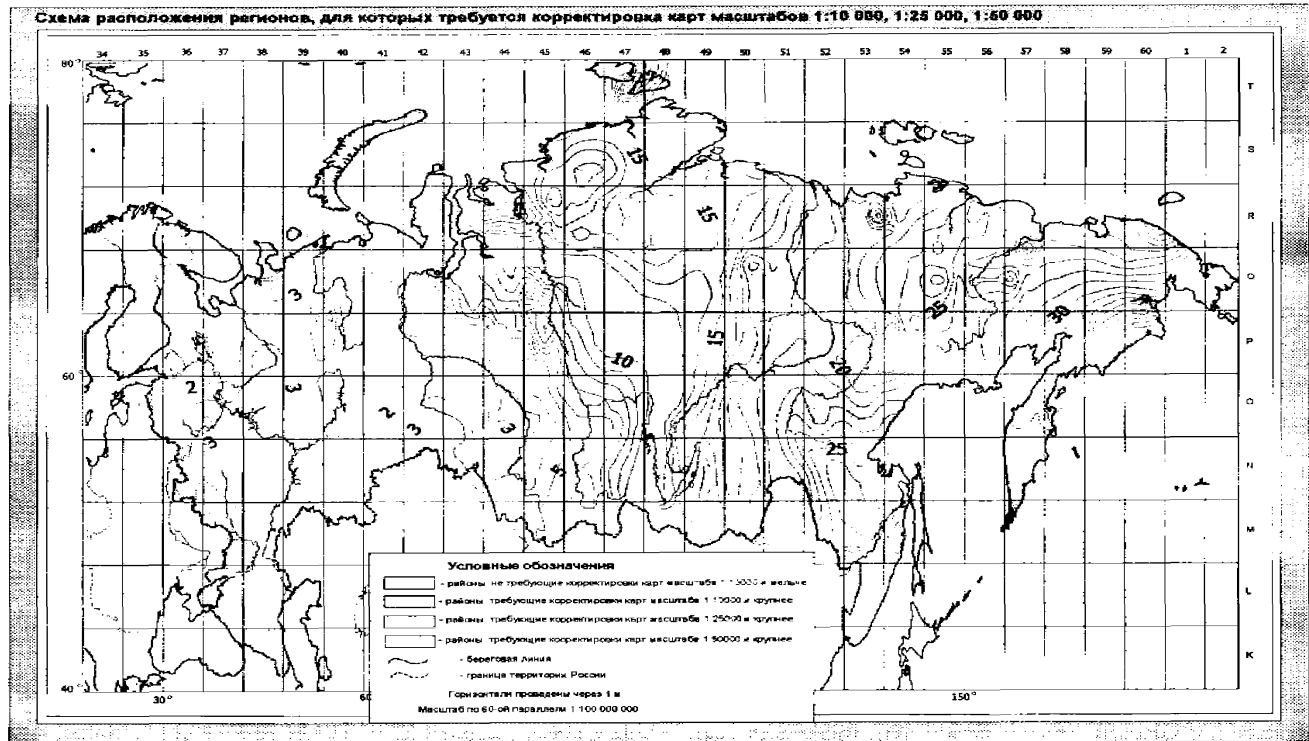 Схема расположения регионов, для которых требуется корректировка карт масштабов 1:10 000, 1:25 000, 1:50 000
34 35 36 37 38 39 40 41 42 43 44 45 46 47 48 49 50 51 52 53 54 55 56 57 58 59 60 1 2
80°
T
S
15
15
R
Q
3
25
30
15
P
10
20
60°
2
3
O
2
3
3
3
25
N
5
M
Условные обозначения
- районы не требующие корректировки карт масштаба 1:10000 и мельче
L
- районы требующие корректировки карт масштаба 1:10000 и крупнее
- районы требующие корректировки карт масштаба 1:25000 и крупнее
- районы требующие корректировки карт масштаба 1:50000 и крупнее
- береговая линия
K
- граница территории России
40°
30°
60
150°
Горизонтали проведены через 1 м
Масштаб по 60-ой параллели 1:100 000 000